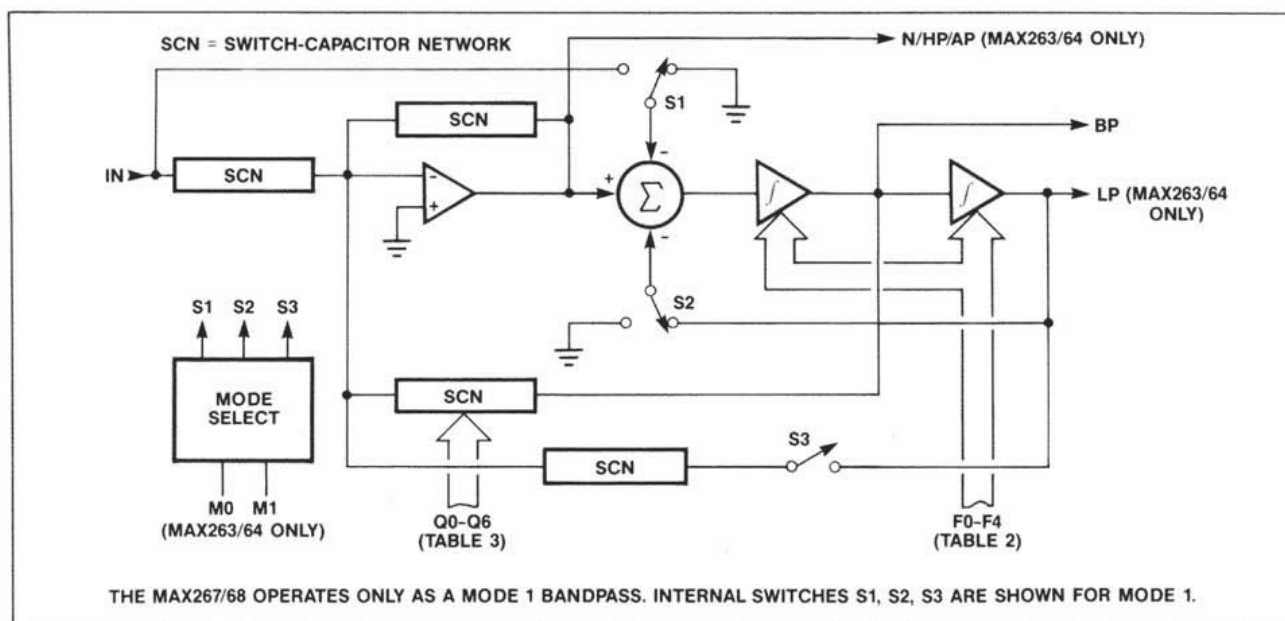 SCN = SWITCH-CAPACITOR NETWORK
N/HP/AP (MAX263/64 ONLY)
S1
SCN
-
BP
IN
SCN
-
+
+
Σ
∫
∫
LP (MAX263/64
ONLY)
-
S1 S2 S3
S2
MODE
SELECT
SCN
S3
SCN
M0 M1
(MAX263/64 ONLY)
Q0-Q6
(TABLE 3)
F0-F4
(TABLE 2)
THE MAX267/68 OPERATES ONLY AS A MODE 1 BANDPASS. INTERNAL SWITCHES S1, S2, S3 ARE SHOWN FOR MODE 1.